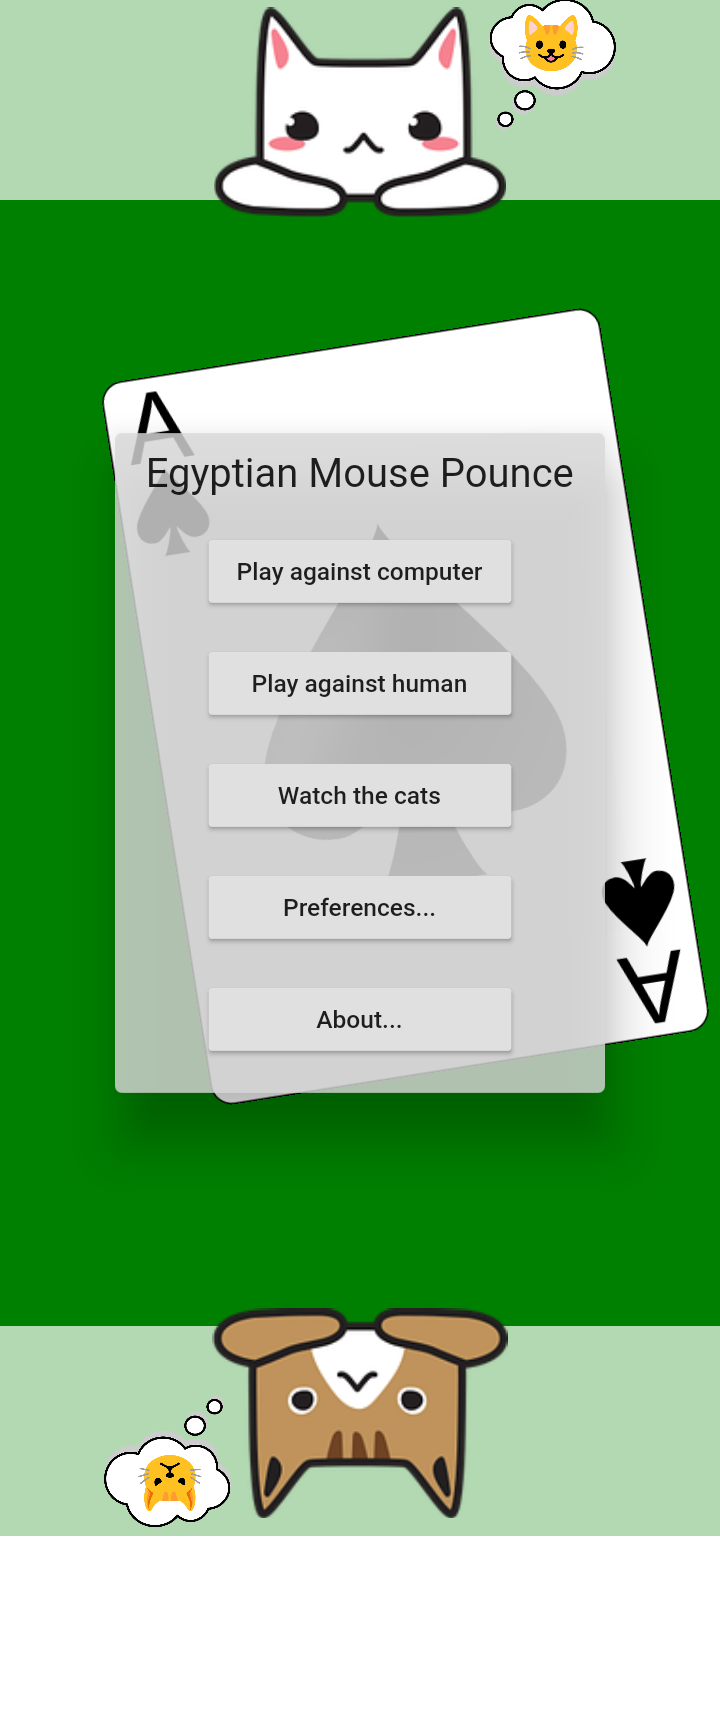 A
Egyptian Mouse Pounce
Play against computer
Play against human
Watch the cats
Preferences...
About...
A